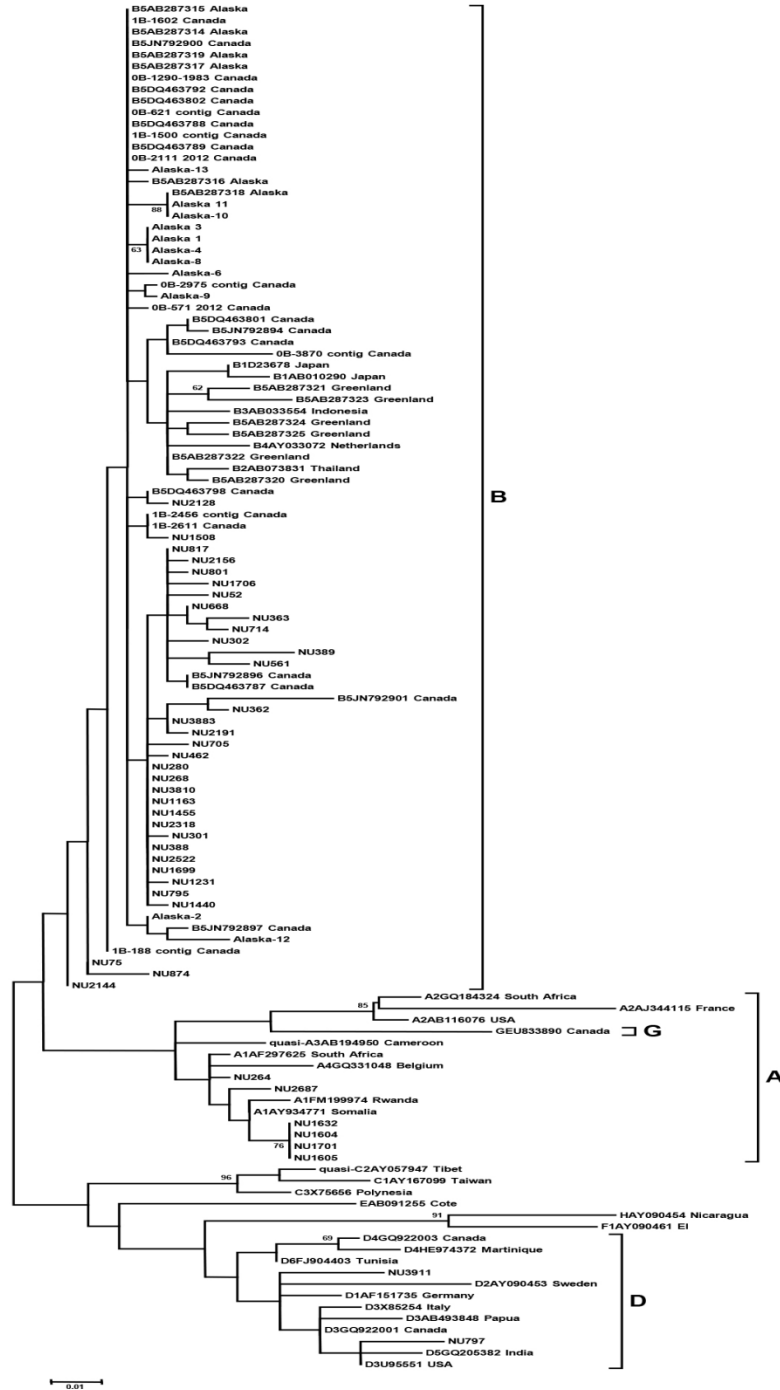 B5AB287315 Alaska
1B-1602 Canada
B5AB287314 Alaska
B5JN792900 Canada
B5AB287319 Alaska
B5AB287317 Alaska
0B-1290-1983 Canada
B5DQ463792 Canada
B5DQ463802 Canada
0B-621 contig Canada
B5DQ463788 Canada
1B-1500 contig Canada
B5DQ463789 Canada
0B-2111 2012 Canada
Alaska-13
B5AB287316 Alaska
B5AB287318 Alaska
88
Alaska 11
Alaska-10
Alaska 3
Alaska 1
63
Alaska-4
Alaska-8
Alaska-6
0B-2975 contig Canada
Alaska-9
0B-571 2012 Canada
B5DQ463801 Canada
B5JN792894 Canada
B5DQ463793 Canada
0B-3870 contig Canada
B1D23678 Japan
B1AB010290 Japan
62
B5AB287321 Greenland
B5AB287323 Greenland
B3AB033554 Indonesia
B5AB287324 Greenland
B5AB287325 Greenland
B4AY033072 Netherlands
B5AB287322 Greenland
B2AB073831 Thailand
B5AB287320 Greenland
B5DQ463798 Canada
B
NU2128
1B-2456 contig Canada
1B-2611 Canada
NU1508
NU817
NU2156
NU801
NU1706
NU52
NU668
NU363
NU714
NU302
NU389
NU561
B5JN792896 Canada
B5DQ463787 Canada
B5JN792901 Canada
NU362
NU3883
NU2191
NU705
NU462
NU280
NU268
NU3810
NU1163
NU1455
NU2318
NU301
NU388
NU2522
NU1699
NU1231
NU795
NU1440
Alaska-2
B5JN792897 Canada
Alaska-12
1B-188 contig Canada
NU75
NU874
NU2144
A2GQ184324 South Africa
85
A2AJ344115 France
A2AB116076 USA
GEU833890 Canada
G
quasi-A3AB194950 Cameroon
A1AF297625 South Africa
A4GQ331048 Belgium
A
NU264
NU2687
A1FM199974 Rwanda
A1AY934771 Somalia
NU1632
NU1604
76
NU1701
NU1605
quasi-C2AY057947 Tibet
96
C1AY167099 Taiwan
C3X75656 Polynesia
EAB091255 Cote
91
HAY090454 Nicaragua
F1AY090461 El
D4GQ922003 Canada
69
D4HE974372 Martinique
D6FJ904403 Tunisia
NU3911
D2AY090453 Sweden
D1AF151735 Germany
D
D3X85254 Italy
D3AB493848 Papua
D3GQ922001 Canada
NU797
D5GQ205382 India
D3U95551 USA
0.01